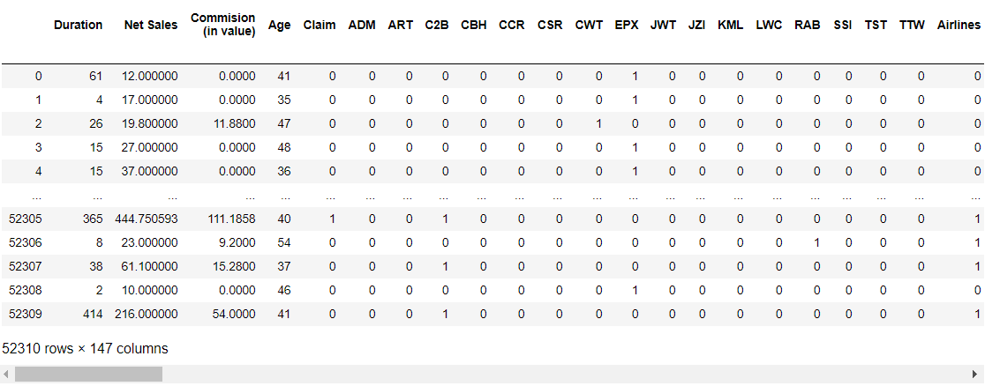 Duration Net Sales Commision (in value) Age Claim ADM ART C2B CBH CCR CSR CWT EPX JWT JZI KML LWC RAB SSI TST TTW Airlines
0 61 12.000000 0.0000 41 0 0 0 0 0 0 0 0 1 0 0 0 0 0 0 0 0 0
1 4 17.000000 0.0000 35 0 0 0 0 0 0 0 0 1 0 0 0 0 0 0 0 0 0
2 26 19.800000 11.8800 47 0 0 0 0 0 0 0 1 0 0 0 0 0 0 0 0 0 0
3 15 27.000000 0.0000 48 0 0 0 0 0 0 0 0 1 0 0 0 0 0 0 0 0 0
4 15 37.000000 0.0000 36 0 0 0 0 0 0 0 0 1 0 0 0 0 0 0 0 0 0
... ... ... ... ... ... ... ... ... ... ... ... ... ... ... ... ... ... ... ... ... ... ...
52305 365 444.750593 111.1858 40 1 0 0 1 0 0 0 0 0 0 0 0 0 0 0 0 0 1
52306 8 23.000000 9.2000 54 0 0 0 0 0 0 0 0 0 0 0 0 0 1 0 0 0 1
52307 38 61.100000 15.2800 37 0 0 0 1 0 0 0 0 0 0 0 0 0 0 0 0 0 1
52308 2 10.000000 0.0000 46 0 0 0 0 0 0 0 0 1 0 0 0 0 0 0 0 0 0
52309 414 216.000000 54.0000 41 0 0 0 1 0 0 0 0 0 0 0 0 0 0 0 0 0 1
52310 rows × 147 columns